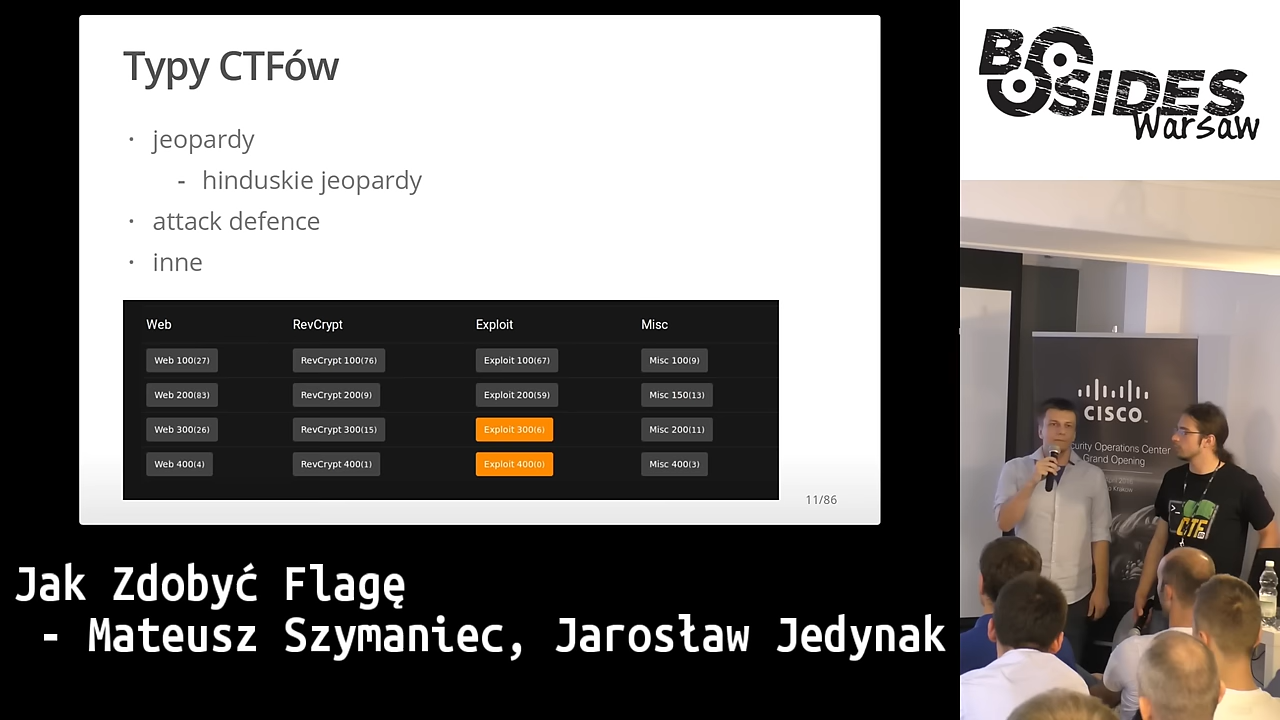 Typy CTFów
· jeopardy
- hinduskie jeopardy
· attack defence
· inne
Web RevCrypt Exploit Misc
Web 100(27) RevCrypt 100(76) Exploit 100(67) Misc 100(9)
Web 200(83) RevCrypt 200(9) Exploit 200(59) Misc 150(13)
Web 300(26) RevCrypt 300(15) Exploit 300(6) Misc 200(11)
Web 400(4) RevCrypt 400(1) Exploit 400(0) Misc 400(3)
11/86
Jak Zdobyć Flagę
- Mateusz Szymaniec, Jarosław Jedynak
BSIDES
Warsaw
CISCO
curity Operations Center
Grand Opening
Krakow
>_
CTF